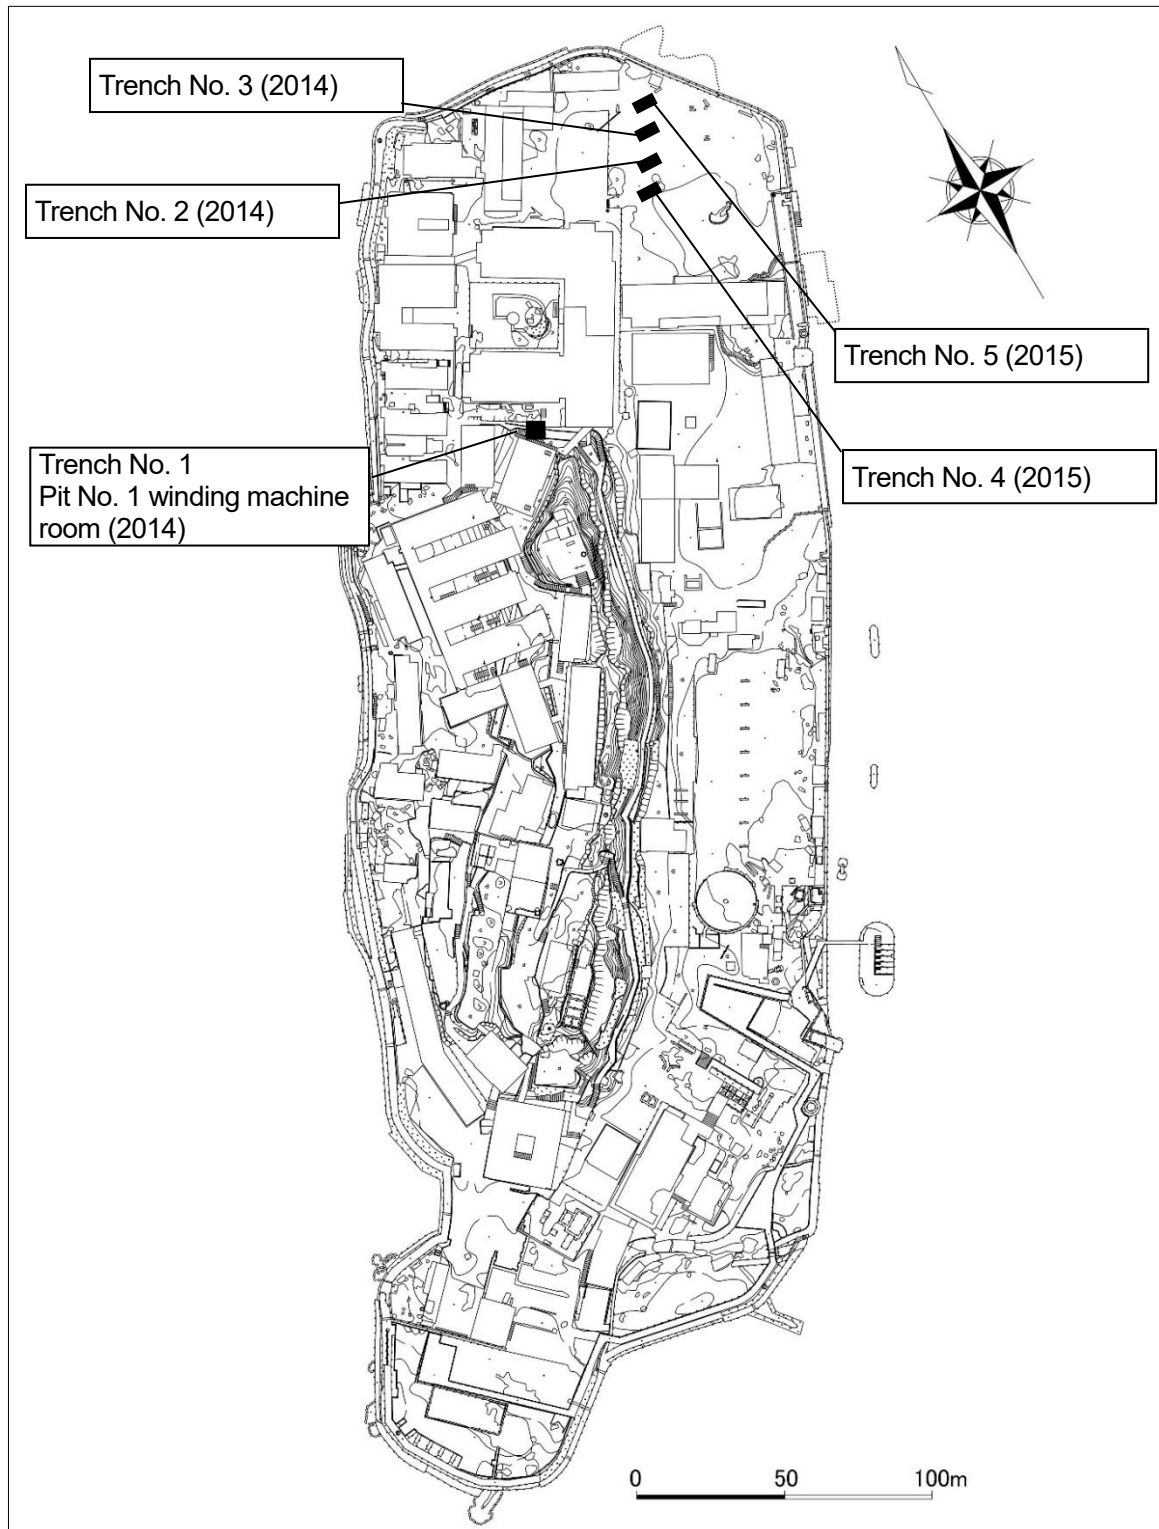 Trench No. 3 (2014)
Trench No. 2 (2014)
Trench No. 5 (2015)
Trench No. 4 (2015)
Trench No. 1
Pit No. 1 winding machine
room (2014)
0 50 100m